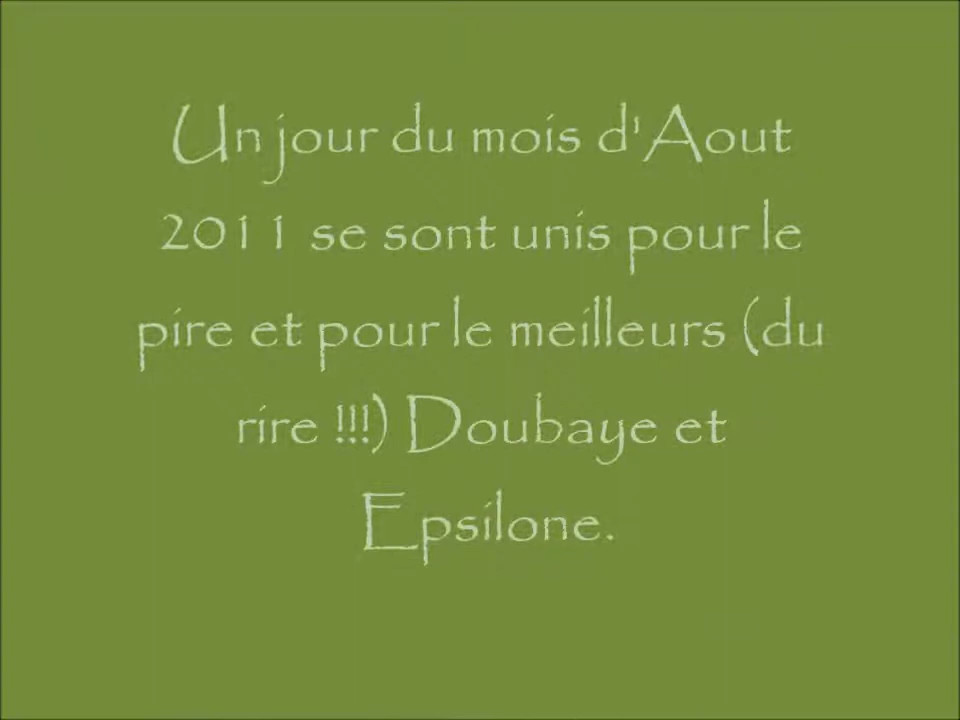 Un jour du mois d'Aout
2011 se sont unis pour le
pire et pour le meilleurs (du
rire !!!) Doubaye et
Epsilone.